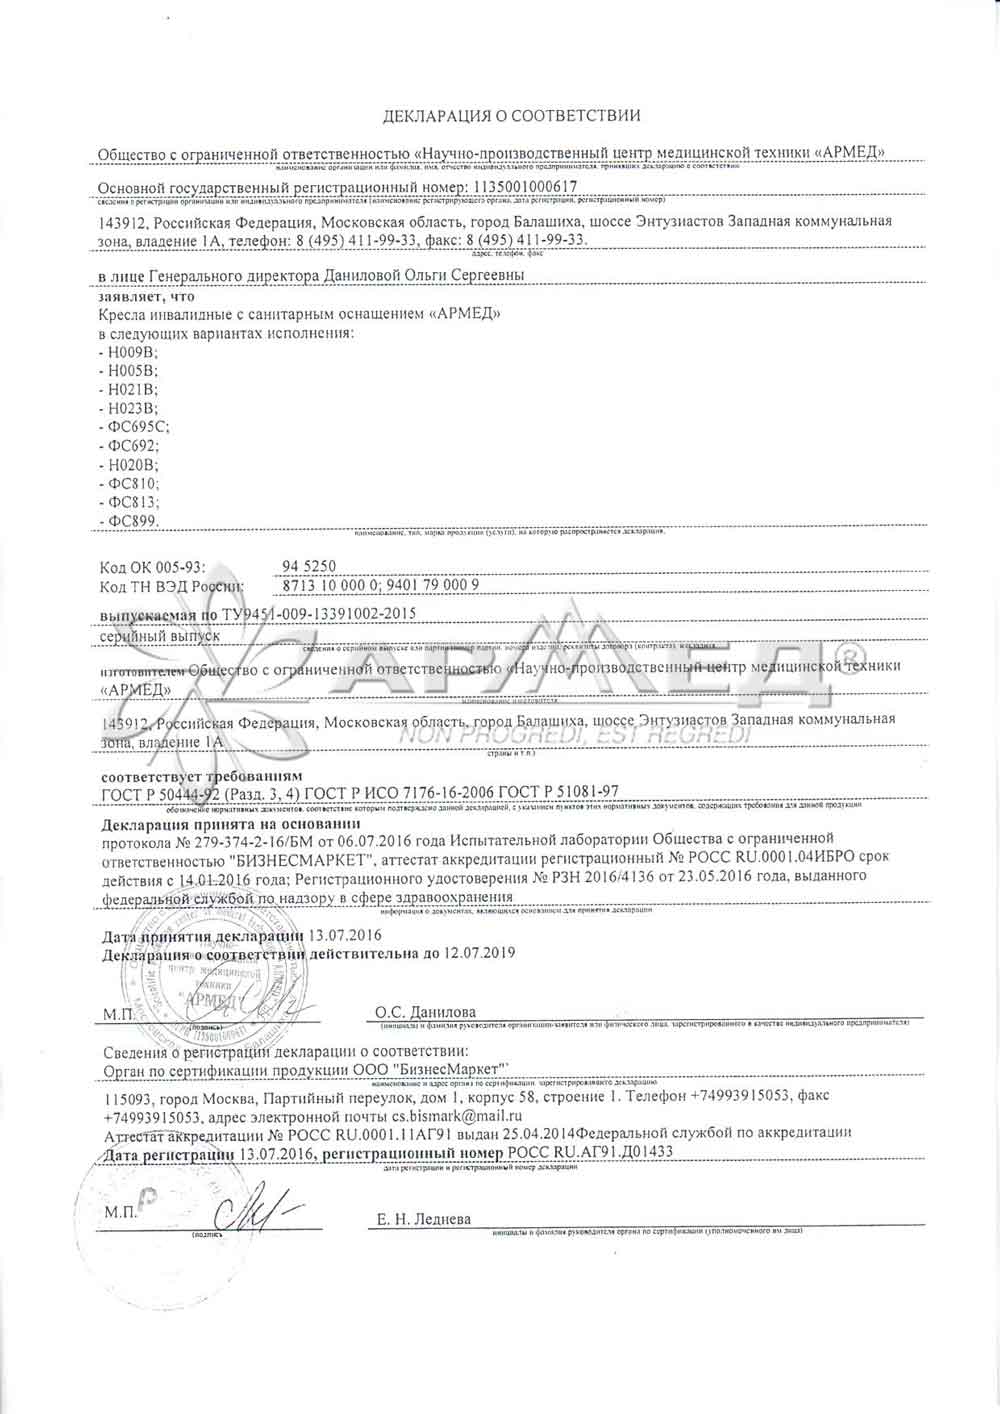 ДЕКЛАРАЦИЯ О СООТВЕТСТВИИ
Общество с ограниченной ответственностью «Научно-производственный центр медицинской техники «АРМЕД»
наименование организации или фамилия, имя, отчество индивидуального предпринимателя, принявших декларацию о соответствии
Основной государственный регистрационный номер: 1135001000617
сведения о регистрации организации или индивидуального предпринимателя (наименование регистрирующего органа, дата регистрации, регистрационный номер)
143912, Российская Федерация, Московская область, город Балашиха, шоссе Энтузиастов Западная коммунальная
зона, владение 1А, телефон: 8 (495) 411-99-33, факс: 8 (495) 411-99-33.
адрес, телефон, факс
в лице Генерального директора Даниловой Ольги Сергеевны
заявляет, что
Кресла инвалидные с санитарным оснащением «АРМЕД»
в следующих вариантах исполнения:
- Н009В;
- Н005В;
- Н021В;
- Н023В;
- ФС695С;
- ФС692;
- Н020В;
- ФС810;
- ФС813;
- ФС899.
наименование, тип, марка продукции (услуги), на которую распространяется декларация,
Код ОК 005-93: 94 5250
Код ТН ВЭД России: 8713 10 000 0; 9401 79 000 9
выпускаемая по ТУ9451-009-13391002-2015
серийный выпуск
сведения о серийном выпуске или партии (номер партии, номера изделий, реквизиты договора (контракта), накладная
изготовителем Общество с ограниченной ответственностью «Научно-производственный центр медицинской техники
«АРМЕД»
АРМЕД®
наименование изготовителя
143912, Российская Федерация, Московская область, город Балашиха, шоссе Энтузиастов Западная коммунальная
зона, владение 1А
NON PROGREDI, EST REGREDI
страны и т.п.)
соответствует требованиям
ГОСТ Р 50444-92 (Разд. 3, 4) ГОСТ Р ИСО 7176-16-2006 ГОСТ Р 51081-97
обозначение нормативных документов, соответствие которым подтверждено данной декларацией, с указанием пунктов этих нормативных документов, содержащих требования для данной продукции
Декларация принята на основании
протокола № 279-374-2-16/БМ от 06.07.2016 года Испытательной лаборатории Общества с ограниченной
ответственностью "БИЗНЕСМАРКЕТ", аттестат аккредитации регистрационный № РОСС RU.0001.04ИБРО срок
действия с 14.01.2016 года; Регистрационного удостоверения № РЗН 2016/4136 от 23.05.2016 года, выданного
федеральной службой по надзору в сфере здравоохранения
информация о документах, являющихся основанием для принятия декларации
Дата принятия декларации 13.07.2016
Декларация о соответствии действительна до 12.07.2019
центр медицинской
техники
"АРМЕД"
М.П. О.С. Данилова
(подпись) (инициалы и фамилия руководителя организации-заявителя или физического лица, зарегистрированного в качестве индивидуального предпринимателя)
Сведения о регистрации декларации о соответствии:
Орган по сертификации продукции ООО "БизнесМаркет"
наименование и адрес органа по сертификации, зарегистрировавшего декларацию
115093, город Москва, Партийный переулок, дом 1, корпус 58, строение 1. Телефон +74993915053, факс
+74993915053, адрес электронной почты cs.bismark@mail.ru
Аттестат аккредитации № РОСС RU.0001.11АГ91 выдан 25.04.2014Федеральной службой по аккредитации
Дата регистрации 13.07.2016, регистрационный номер РОСС RU.АГ91.Д01433
дата регистрации и регистрационный номер декларации
М.П. Е. Н. Леднева
(подпись инициалы и фамилия руководителя органа по сертификации (уполномоченного им лица)